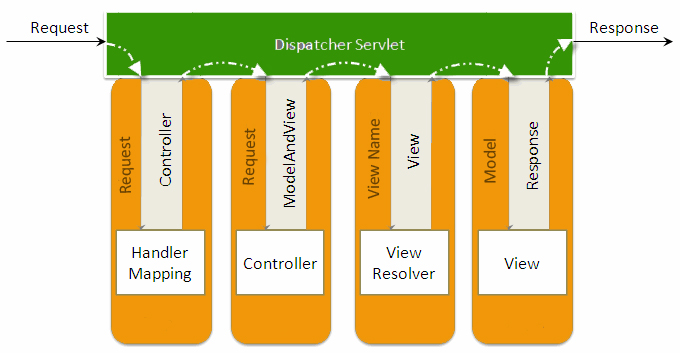 Request
Dispatcher Servlet
Response
Request
Controller
Request
ModelAndView
View Name
View
Model
Response
Handler
Mapping
Controller
View
Resolver
View